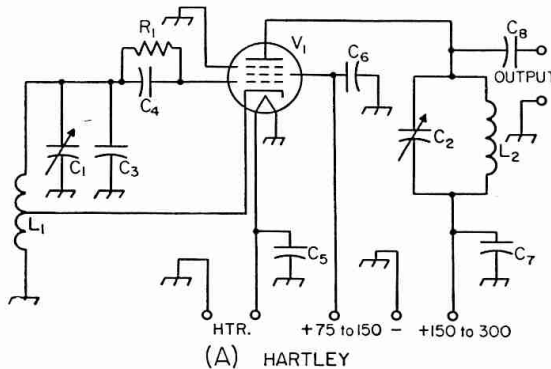 R1
V1
C8
C6
OUTPUT
C4
C1
C3
C2
L2
L1
C5
C7
HTR. +75 to 150 - +150 to 300
(A) HARTLEY